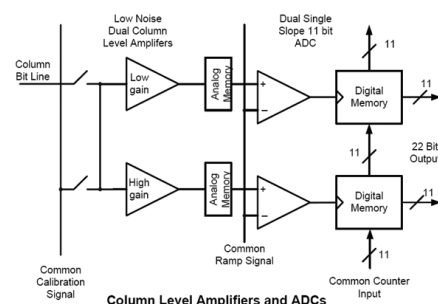 Low Noise
Dual Column
Level Amplifers
Dual Single
Slope 11 bit
ADC
11
Column
Bit Line
Low
gain
Analog
Memory
+
−
Digital
Memory
11
11
22 Bit
Output
High
gain
Analog
Memory
+
−
Digital
Memory
11
11
Common
Calibration
Signal
Common
Ramp Signal
Common Counter
Input
Column Level Amplifiers and ADCs